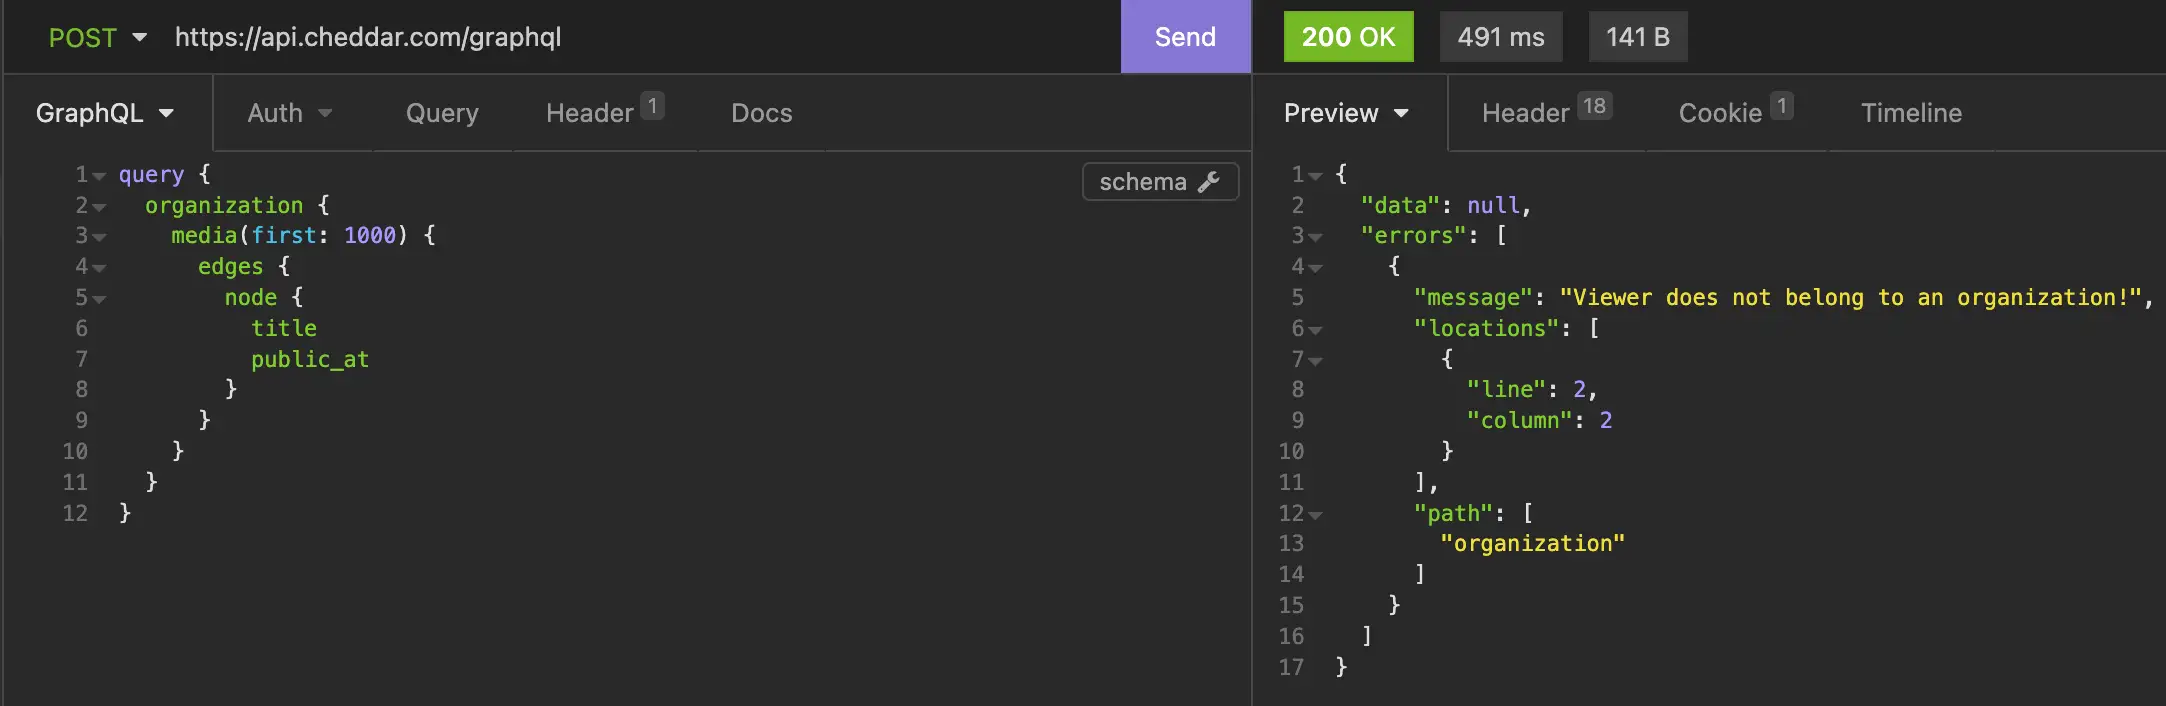 POST https://api.cheddar.com/graphql Send 200 OK 491 ms 141 B
GraphQL Auth Query Header 1 Docs Preview Header 18 Cookie 1 Timeline
schema
1 query {
2 organization {
3 media(first: 1000) {
4 edges {
5 node {
6 title
7 public_at
8 }
9 }
10 }
11 }
12 }
1 {
2 "data": null,
3 "errors": [
4 {
5 "message": "Viewer does not belong to an organization!",
6 "locations": [
7 {
8 "line": 2,
9 "column": 2
10 }
11 ],
12 "path": [
13 "organization"
14 ]
15 }
16 ]
17 }